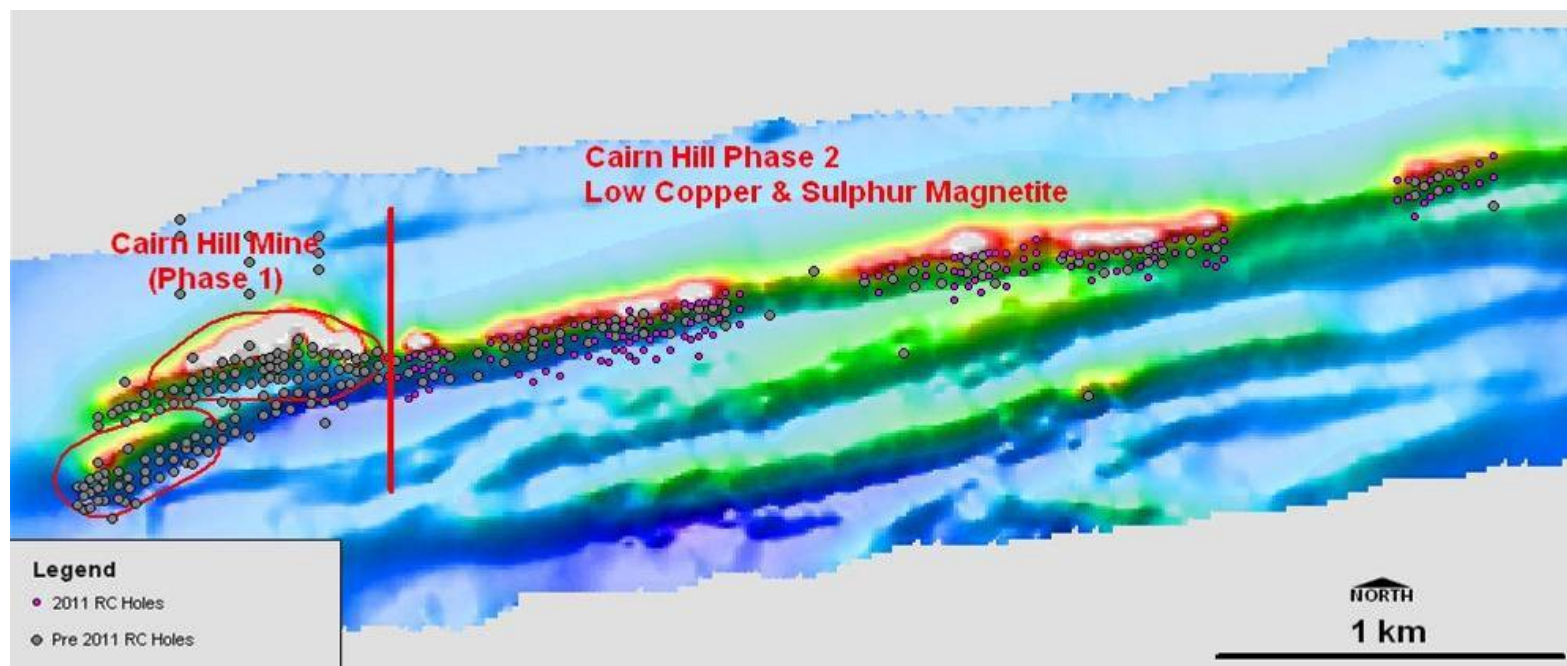 Cairn Hill Phase 2
Low Copper & Sulphur Magnetite
Cairn Hill Mine
(Phase 1)
Legend
2011 RC Holes
Pre 2011 RC Holes
NORTH
1 km